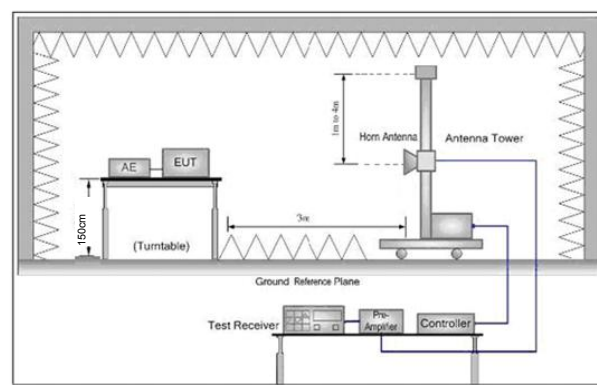 1m to 4m
Horn Antenna
Antenna Tower
AE
EUT
150cm
(Turntable)
3m
Ground Reference Plane
Test Receiver
Pre-
Amplifier
Controller